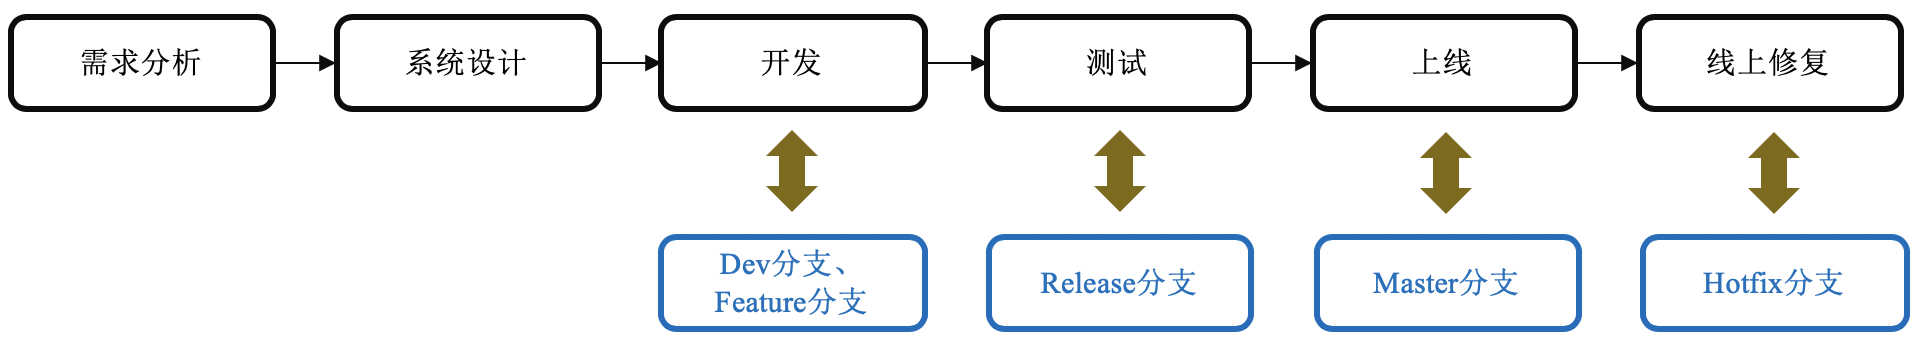 需求分析
系统设计
开发
测试
上线
线上修复
Dev分支、
Feature分支
Release分支
Master分支
Hotfix分支